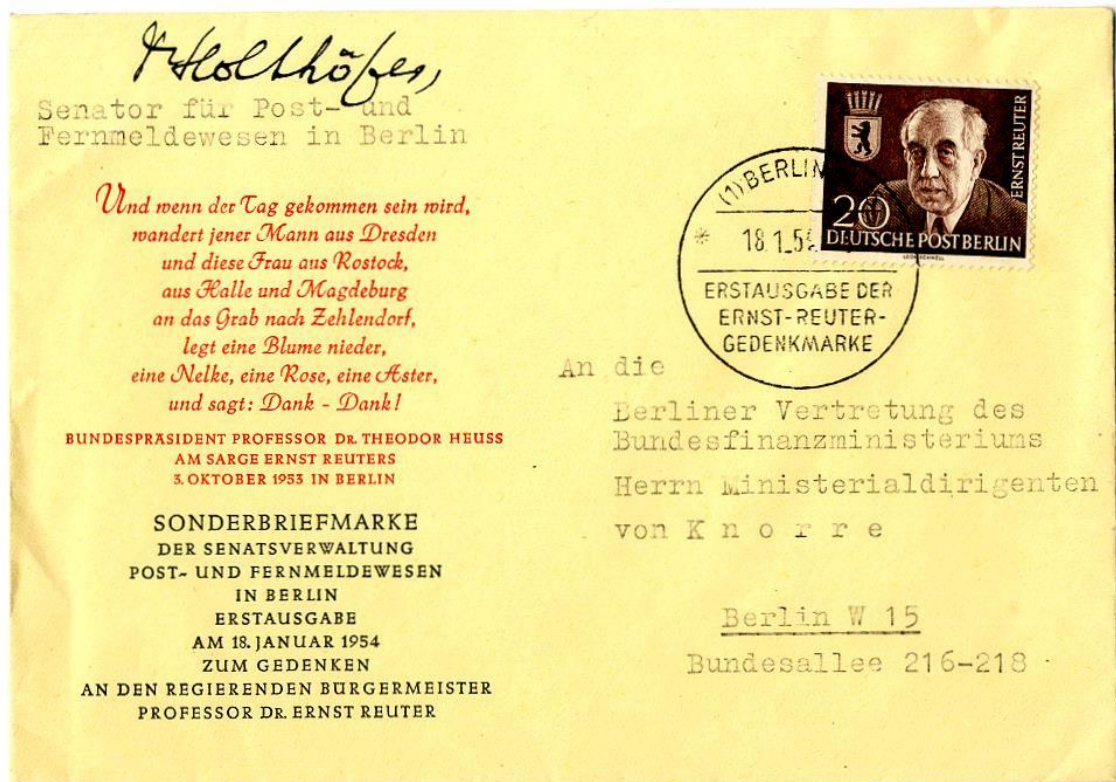 Dr. Holthöfer,
Senator für Post- und
Fernmeldewesen in Berlin
Und wenn der Tag gekommen sein wird,
wandert jener Mann aus Dresden
und diese Frau aus Rostock,
aus Halle und Magdeburg
an das Grab nach Zehlendorf,
legt eine Blume nieder,
eine Nelke, eine Rose, eine Aster,
und sagt: Dank - Dank!
BUNDESPRÄSIDENT PROFESSOR DR. THEODOR HEUSS
AM SARGE ERNST REUTERS
3. OKTOBER 1953 IN BERLIN
SONDERBRIEFMARKE
DER SENATSVERWALTUNG
POST- UND FERNMELDEWESEN
IN BERLIN
ERSTAUSGABE
AM 18. JANUAR 1954
ZUM GEDENKEN
AN DEN REGIERENDEN BÜRGERMEISTER
PROFESSOR DR. ERNST REUTER
ERNST REUTER
20
DEUTSCHE POST BERLIN
(1) BERLIN
* 18.1.5
ERSTAUSGABE DER
ERNST-REUTER-
GEDENKMARKE
An die
Berliner Vertretung des
Bundesfinanzministeriums
Herrn Ministerialdirigenten
von K n o r r e
Berlin W 15
Bundesallee 216-218